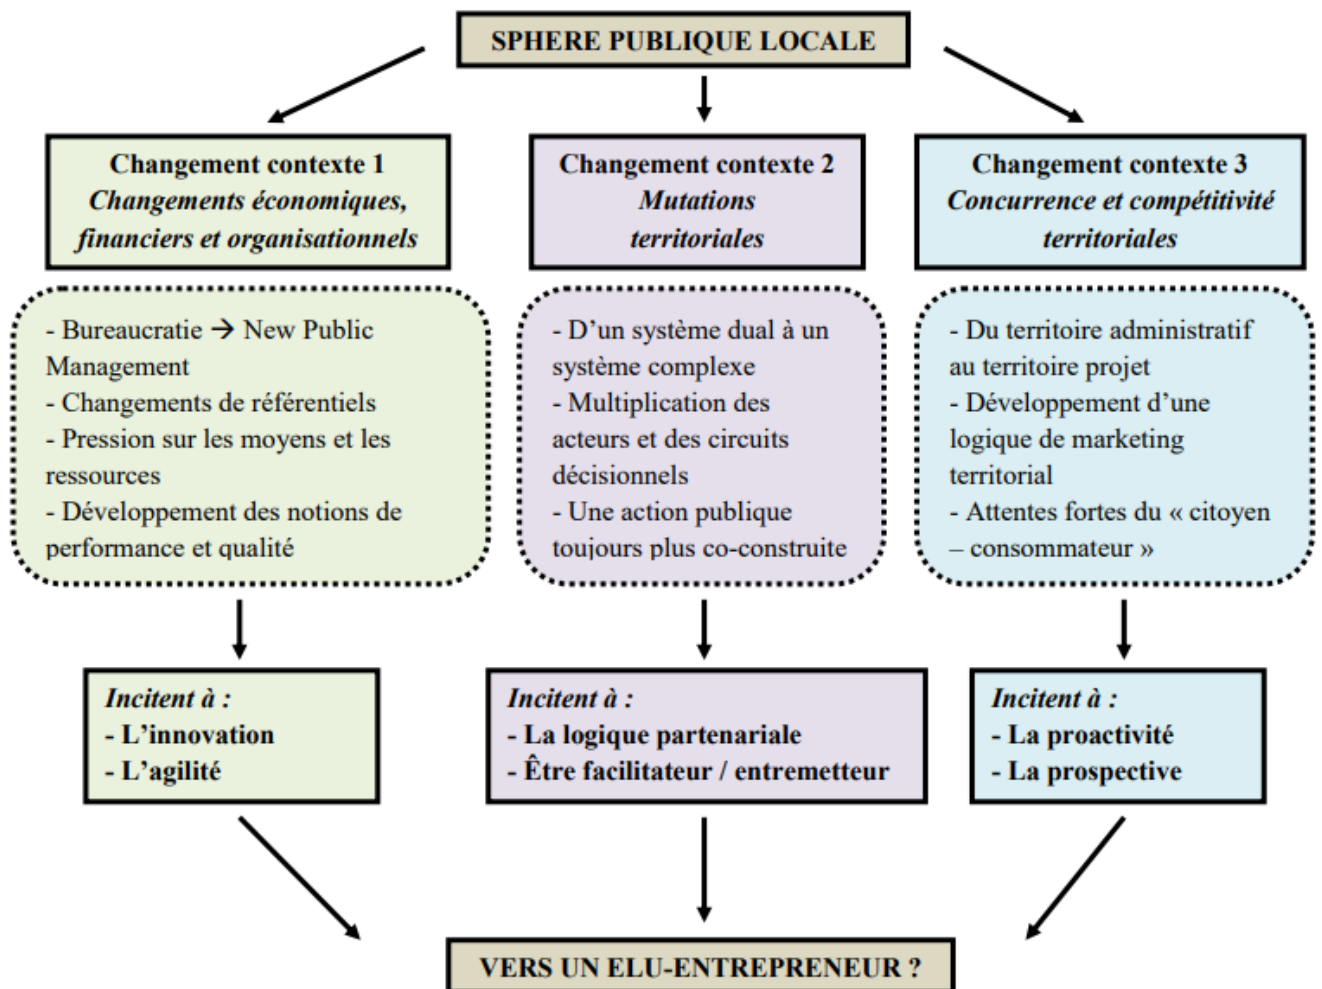 SPHERE PUBLIQUE LOCALE
Changement contexte 1
Changements économiques,
financiers et organisationnels
Changement contexte 2
Mutations
territoriales
Changement contexte 3
Concurrence et compétitivité
territoriales
- Bureaucratie → New Public
Management
- Changements de référentiels
- Pression sur les moyens et les
ressources
- Développement des notions de
performance et qualité
- D’un système dual à un
système complexe
- Multiplication des
acteurs et des circuits
décisionnels
- Une action publique
toujours plus co-construite
- Du territoire administratif
au territoire projet
- Développement d’une
logique de marketing
territorial
- Attentes fortes du « citoyen
– consommateur »
Incitent à :
- L’innovation
- L’agilité
Incitent à :
- La logique partenariale
- Être facilitateur / entremetteur
Incitent à :
- La proactivité
- La prospective
VERS UN ELU-ENTREPRENEUR ?